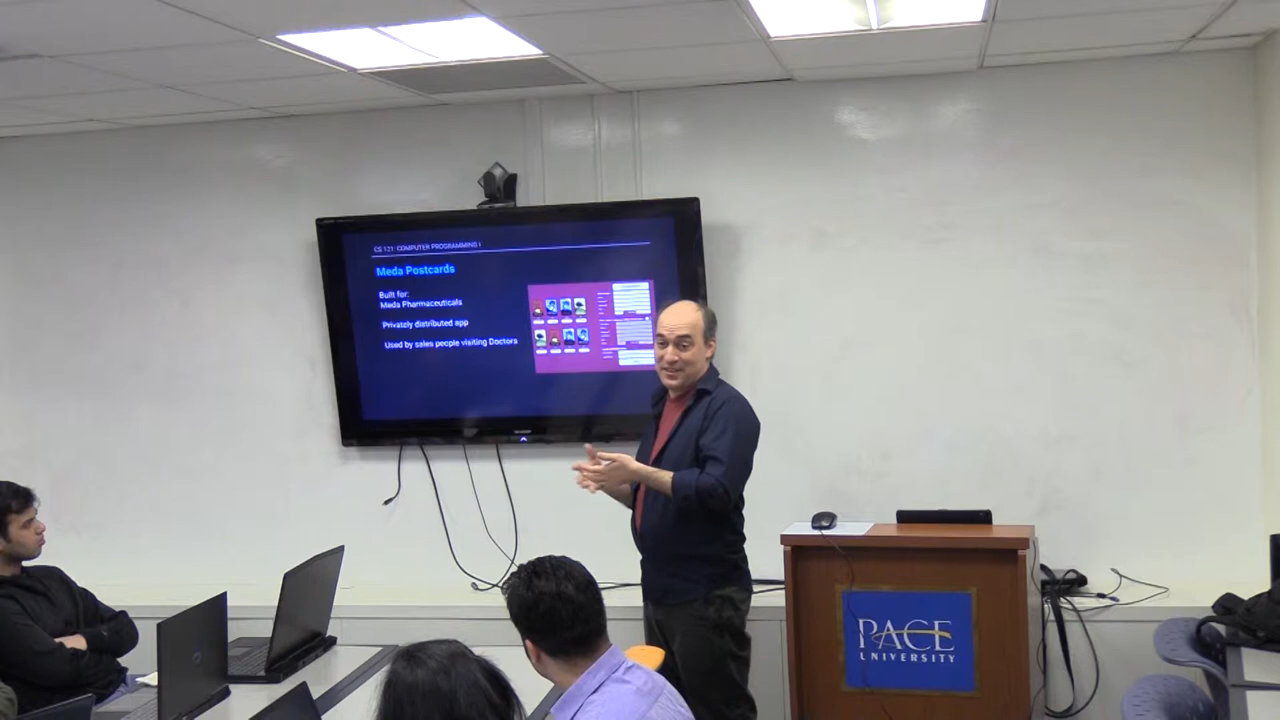 CS 121: COMPUTER PROGRAMMING I
Meda Postcards
Built for:
Meda Pharmaceuticals
Privately distributed app
Used by sales people visiting Doctors
SHARP
PACE
UNIVERSITY